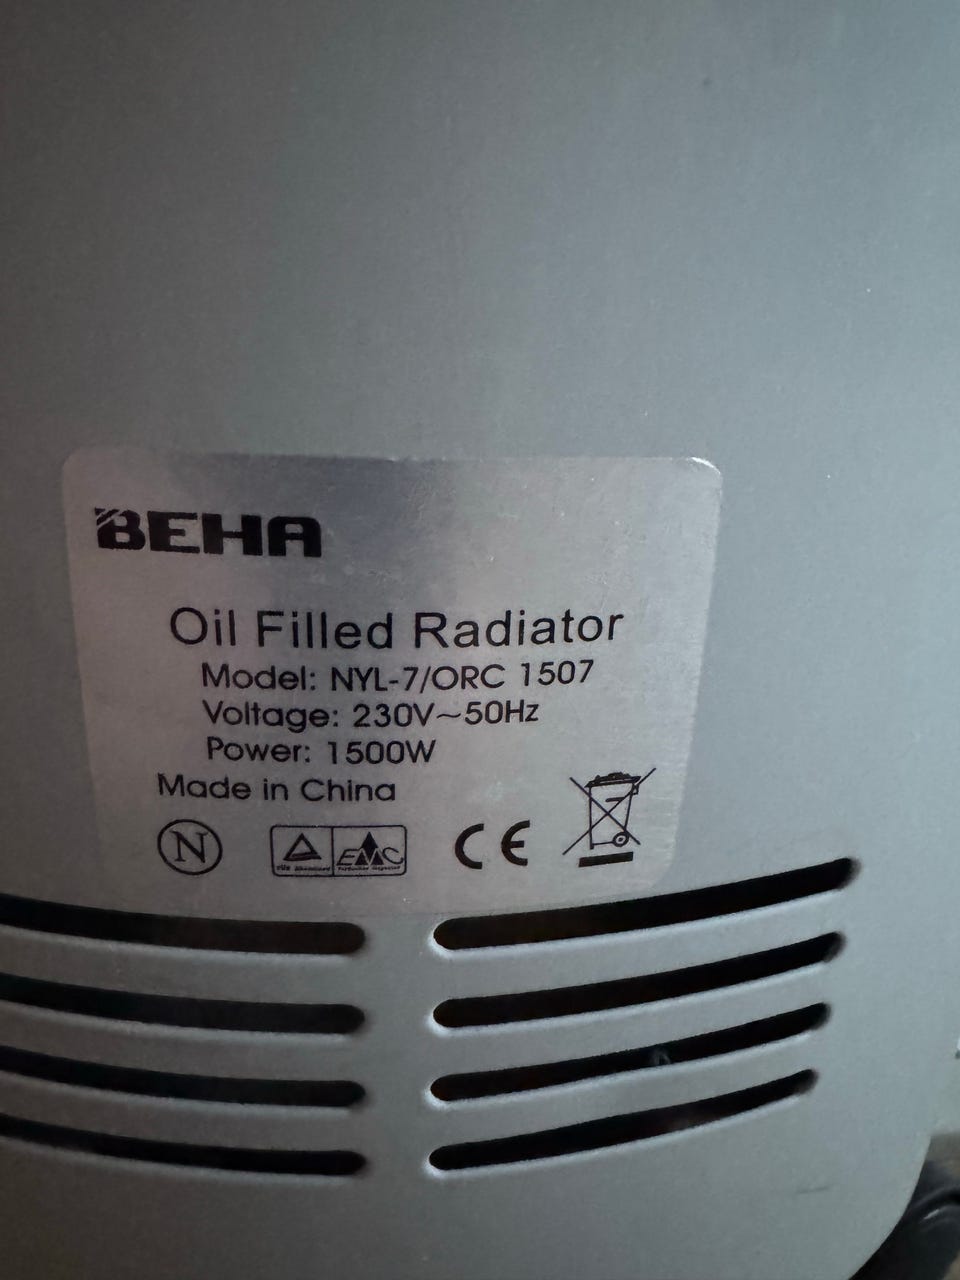 BEHA
Oil Filled Radiator
Model: NYL-7/ORC 1507
Voltage: 230V~50Hz
Power: 1500W
Made in China
N
EMC
CE